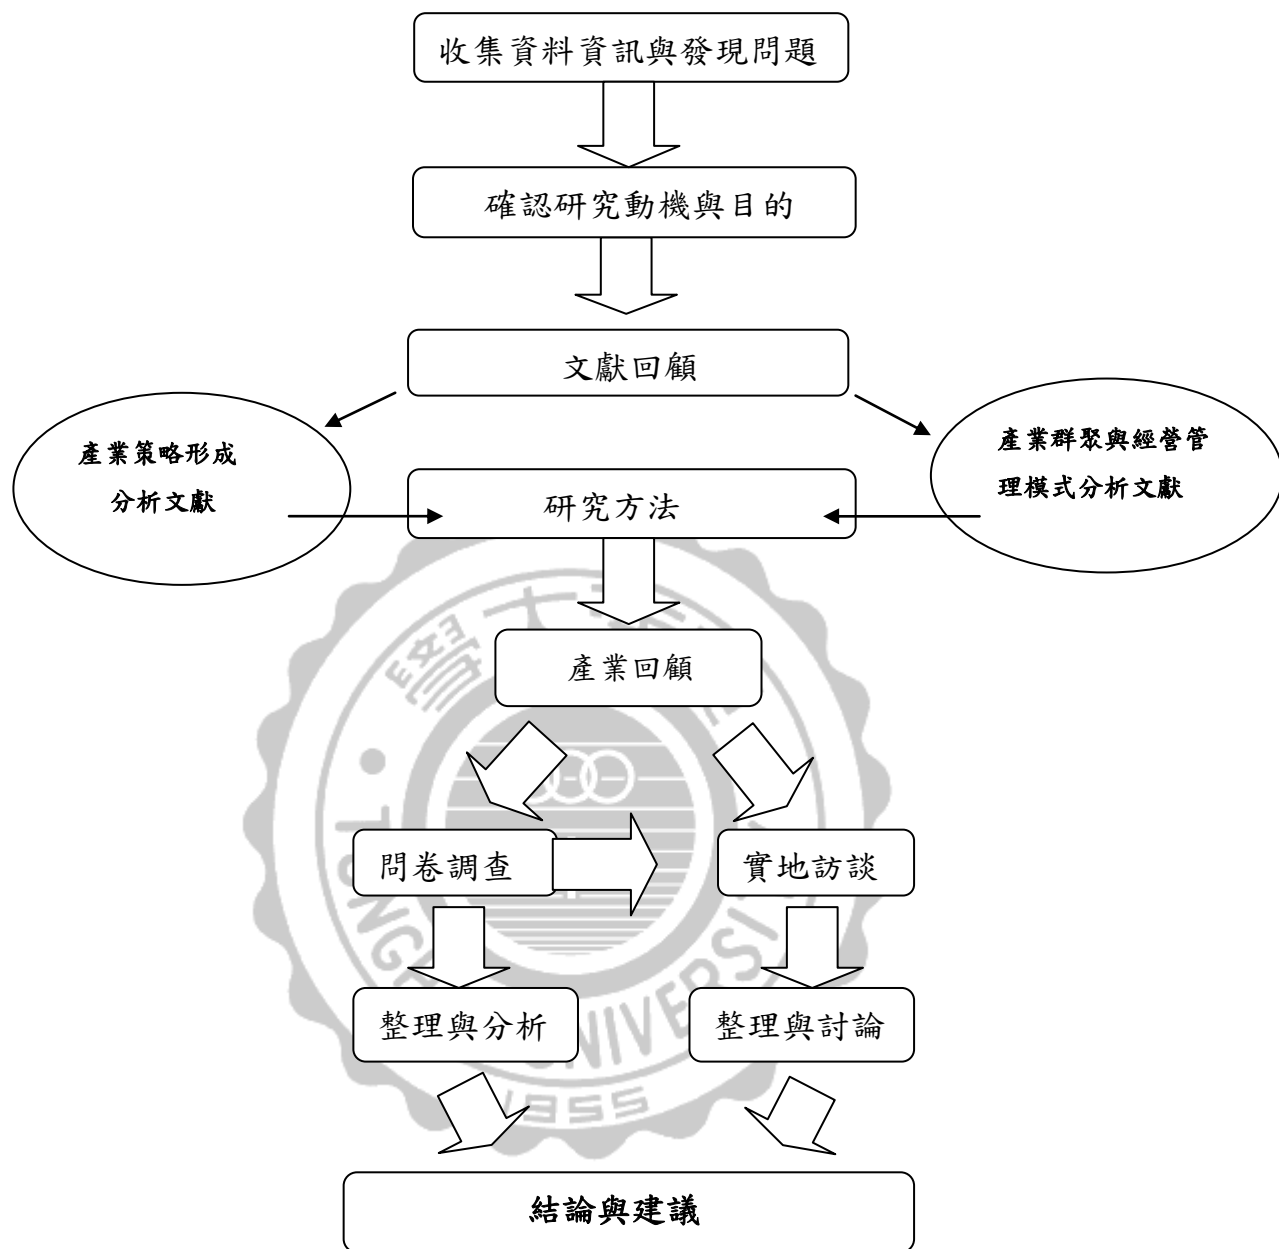 收集資料資訊與發現問題
確認研究動機與目的
文獻回顧
產業策略形成
分析文獻
產業群聚與經營管
理模式分析文獻
研究方法
產業回顧
問卷調查
實地訪談
整理與分析
整理與討論
結論與建議
1955